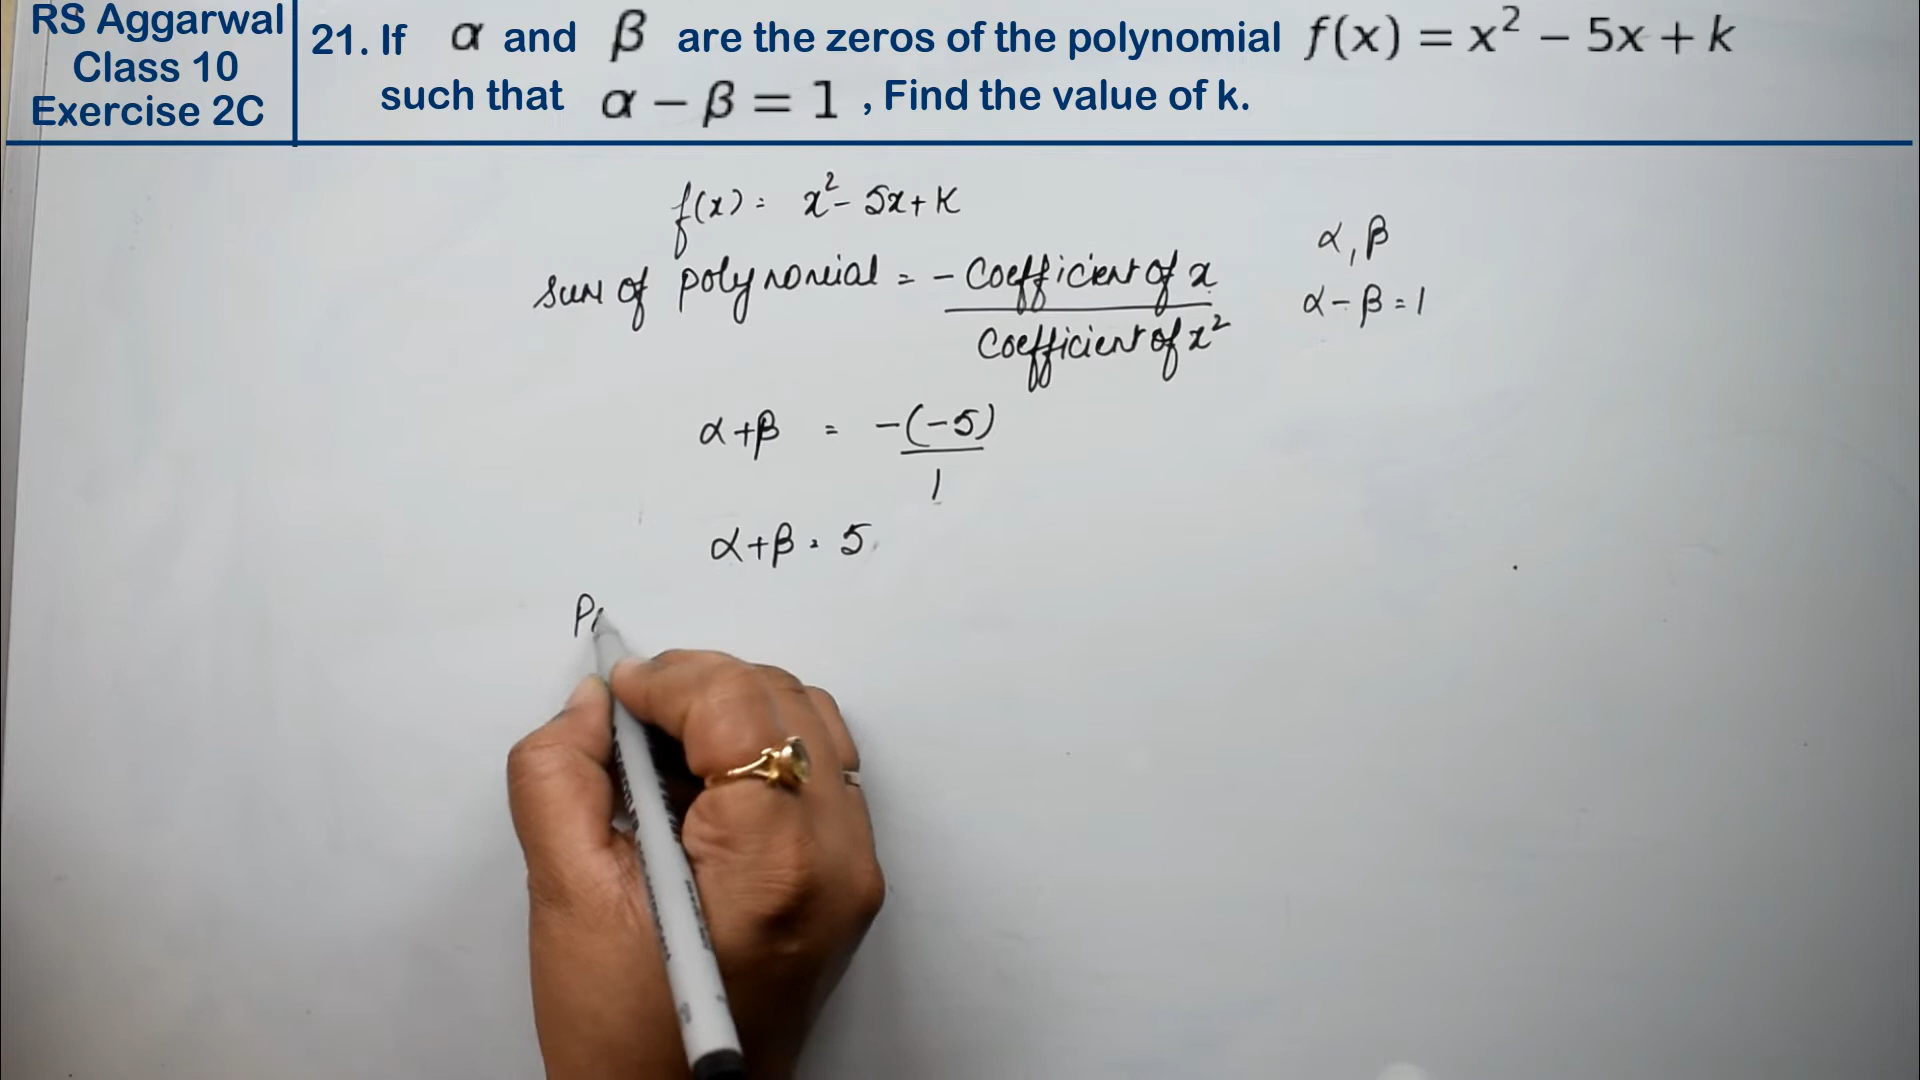 RS Aggarwal
Class 10
Exercise 2C
21. If α and β are the zeros of the polynomial f(x) = x² − 5x + k
such that α − β = 1 , Find the value of k.
f(x) = x² - 5x + k
sum of polynomial = - Coefficient of x
Coefficient of x²
α, β
α - β = 1
α + β = -(-5)
1
α + β = 5